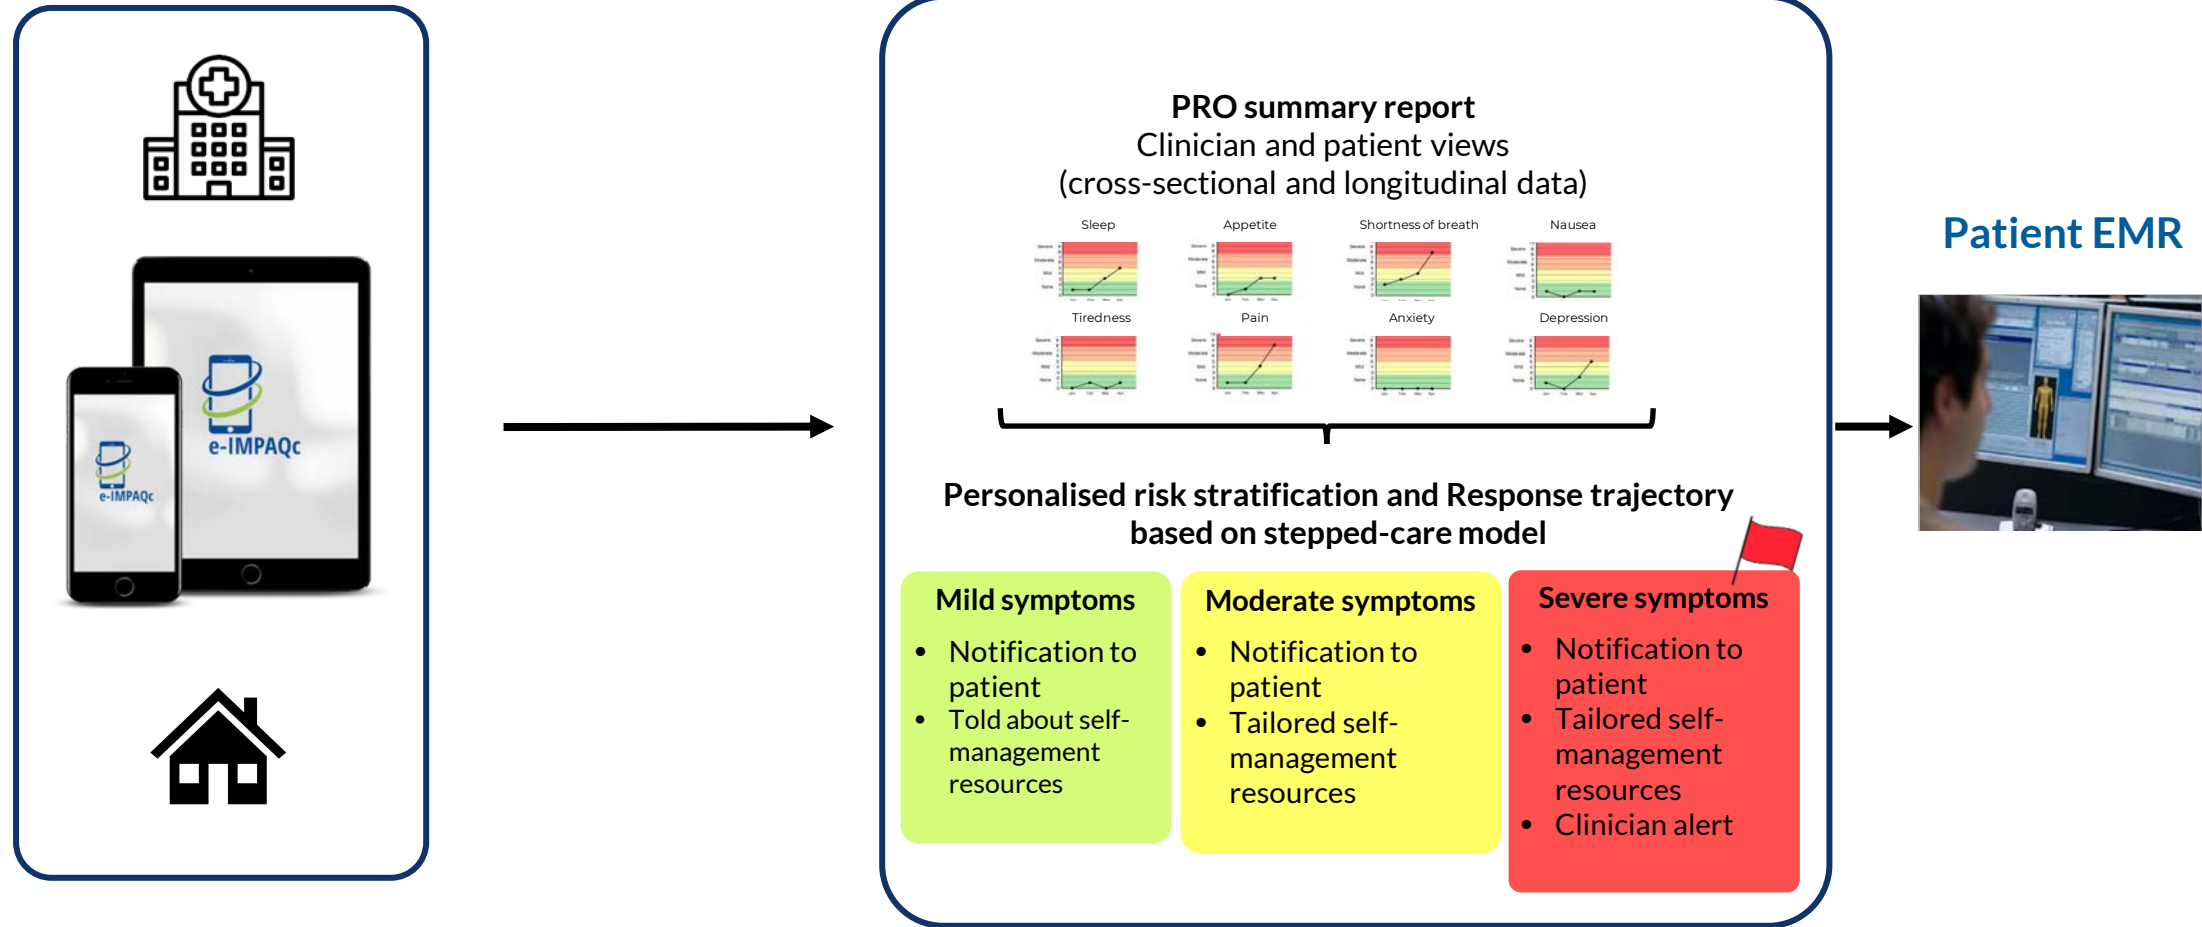 PRO summary report
Clinician and patient views
(cross-sectional and longitudinal data)
Sleep
Appetite
Shortness of breath
Nausea
Tiredness
Pain
Anxiety
Depression
Patient EMR
e-IMPAQc
e-IMPAQc
Personalised risk stratification and Response trajectory
based on stepped-care model
Mild symptoms
• Notification to
patient
• Told about self-
management
resources
Moderate symptoms
• Notification to
patient
• Tailored self-
management
resources
Severe symptoms
• Notification to
patient
• Tailored self-
management
resources
• Clinician alert